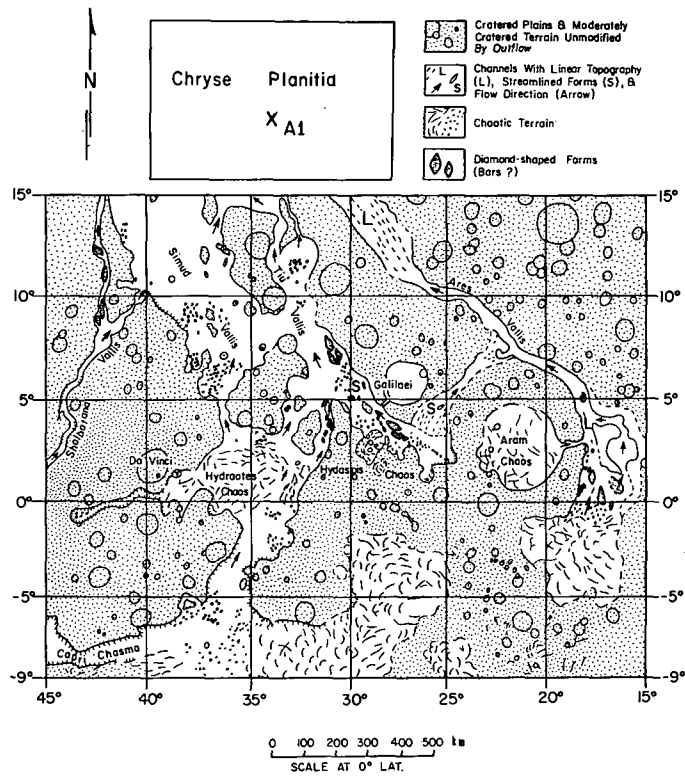 N
Chryse Planitia
X A1
Cratered Plains & Moderately
Cratered Terrain Unmodified
By Outflow
L
S
Channels With Linear Topography
(L), Streamlined Forms (S), &
Flow Direction (Arrow)
Chaotic Terrain
Diamond-shaped Forms
(Bars ?)
15°
15°
L
Simud
Tiu
Ares
10°
10°
Vallis
Vallis
Vallis
Vallis
Shalbatana
S
Galilaei
5°
5°
S
Aram
Chaos
Da Vinci
Hydraotes
Chaos
Hydaspis
Chaos
0°
0°
-5°
-5°
Capri Chasma
-9°
-9°
45°
40°
35°
30°
25°
20°
15°
0 100 200 300 400 500 km
SCALE AT 0° LAT.